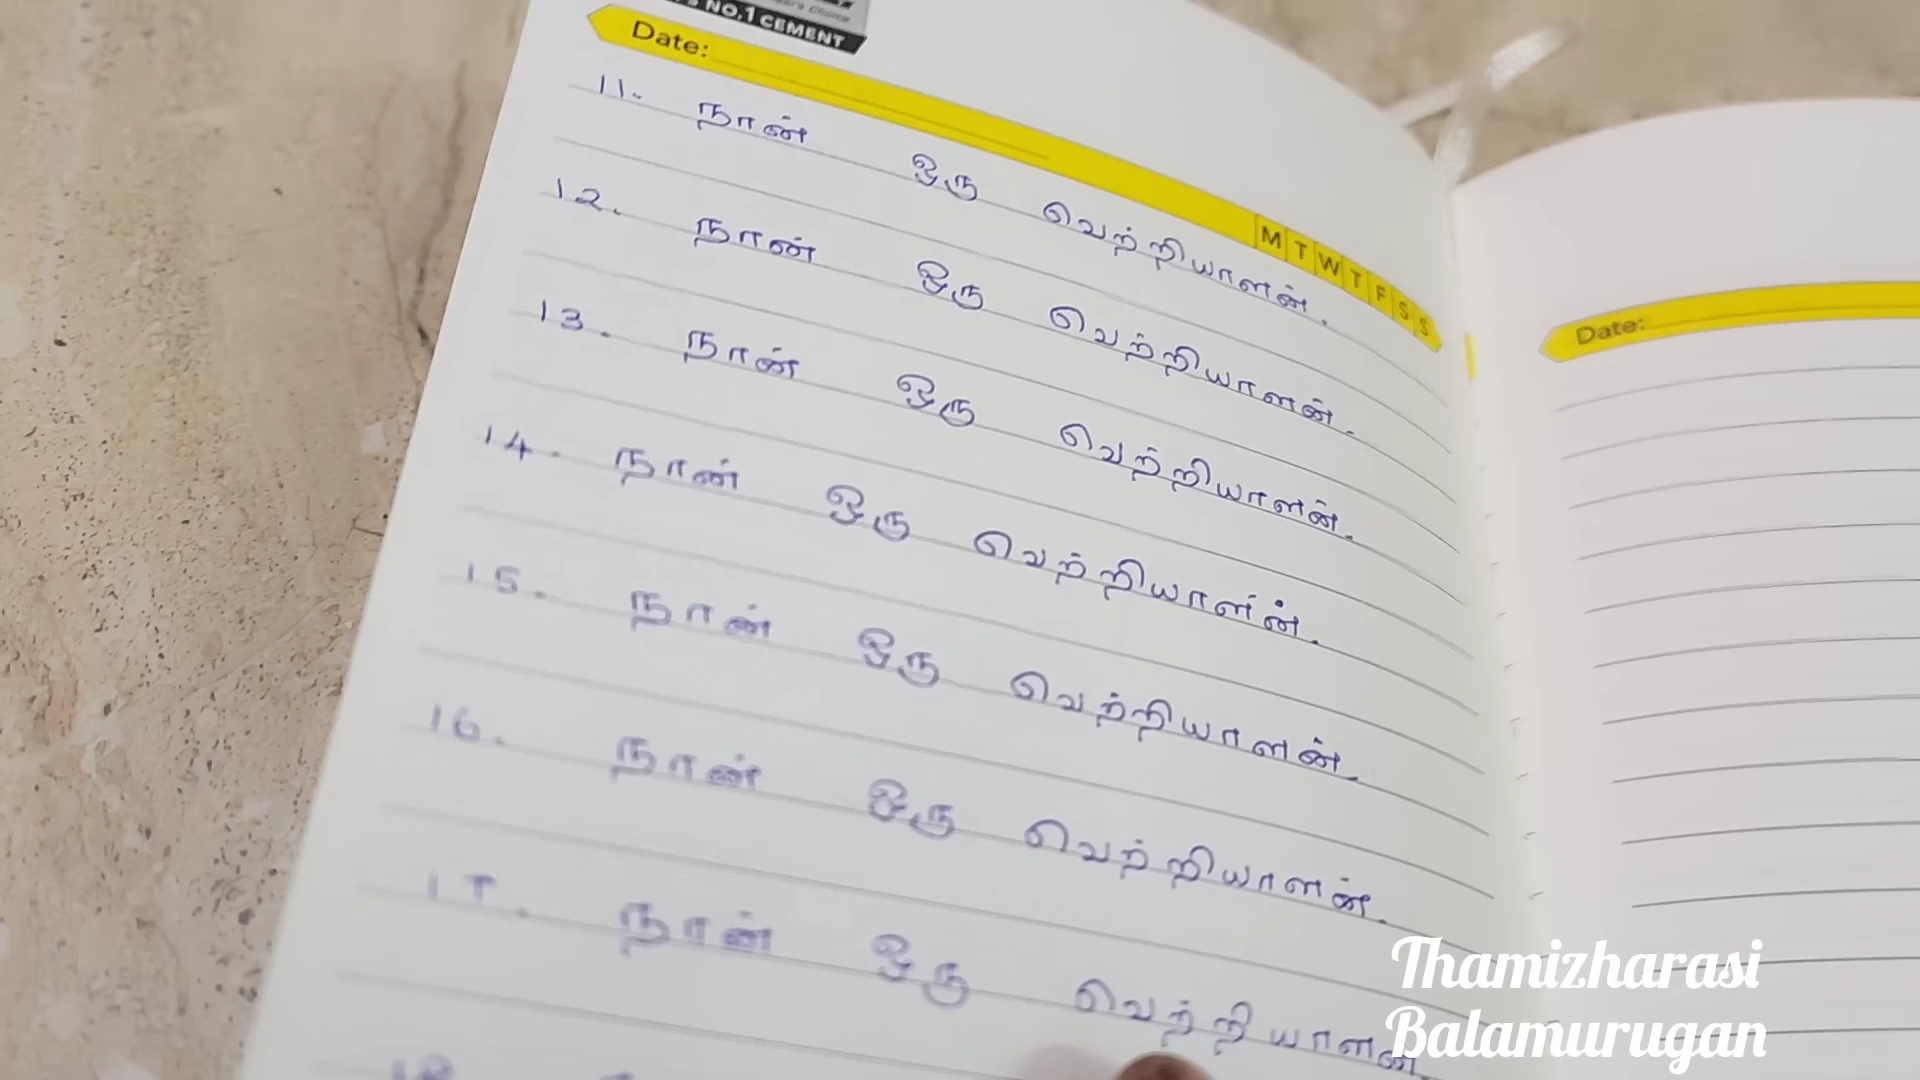 NO.1 CEMENT
Date:
M T W T F S S
11. நான் ஒரு வெற்றியாளன்.
12. நான் ஒரு வெற்றியாளன்.
13. நான் ஒரு வெற்றியாளன்.
14. நான் ஒரு வெற்றியாள்ன்.
15. நான் ஒரு வெற்றியாளன்.
16. நான் ஒரு வெற்றியாளன்.
17. நான் ஒரு வெற்றியாளன்.
Date:
Thamizharasi
Balamurugan